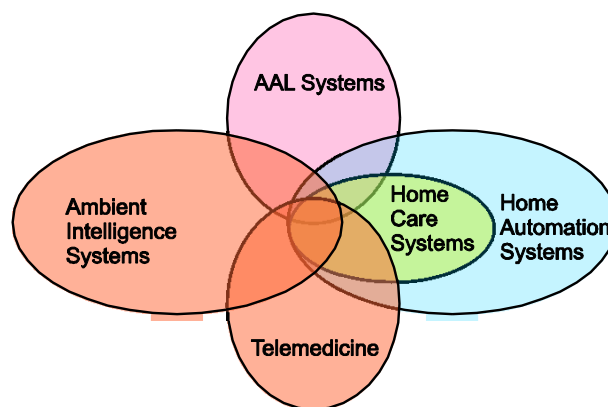 AAL Systems
Ambient
Intelligence
Systems
Home
Care
Systems
Home
Automation
Systems
Telemedicine